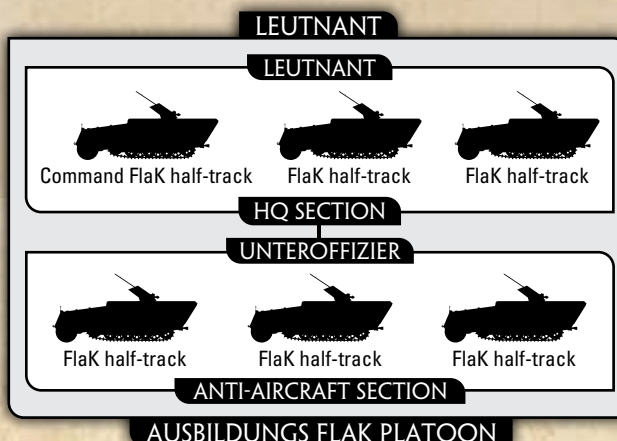 LEUTNANT
LEUTNANT
Command FlaK half-track FlaK half-track FlaK half-track
HQ SECTION
UNTEROFFIZIER
FlaK half-track FlaK half-track FlaK half-track
ANTI-AIRCRAFT SECTION
AUSBILDUNGS FLAK PLATOON